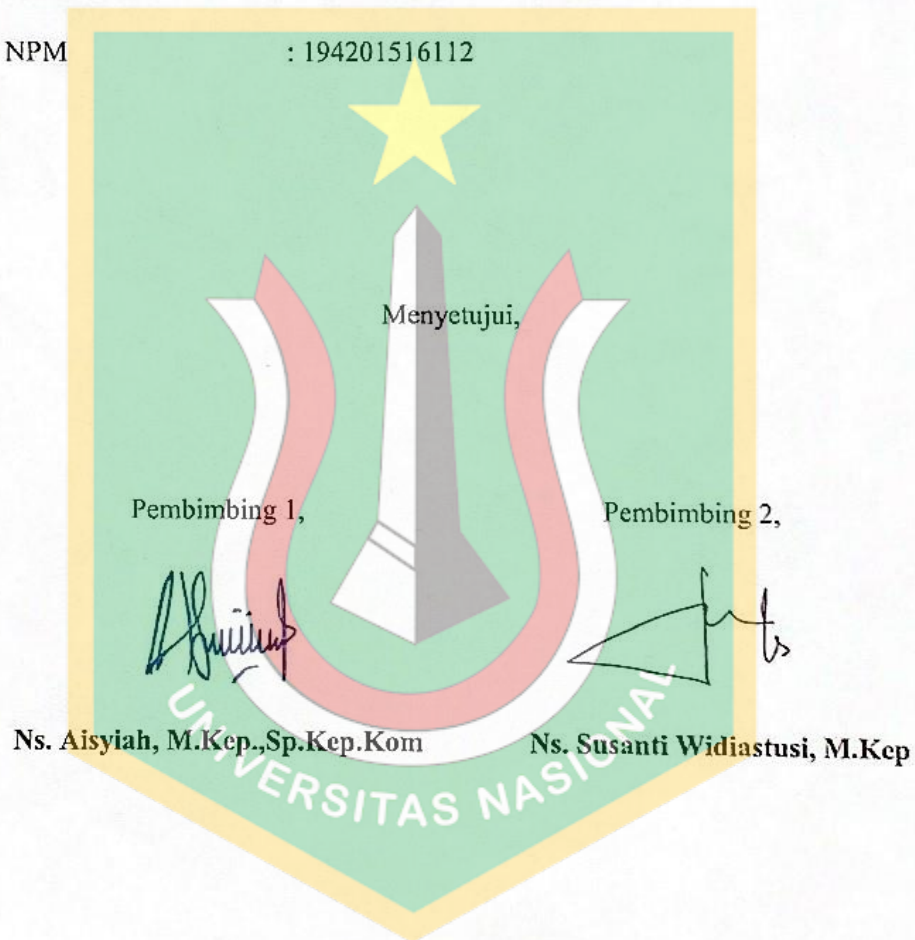 NPM : 194201516112
Menyetujui,
Pembimbing 1, Pembimbing 2,
Ns. Aisyiah, M.Kep.,Sp.Kep.Kom Ns. Susanti Widiastusi, M.Kep
UNIVERSITAS NASIONAL